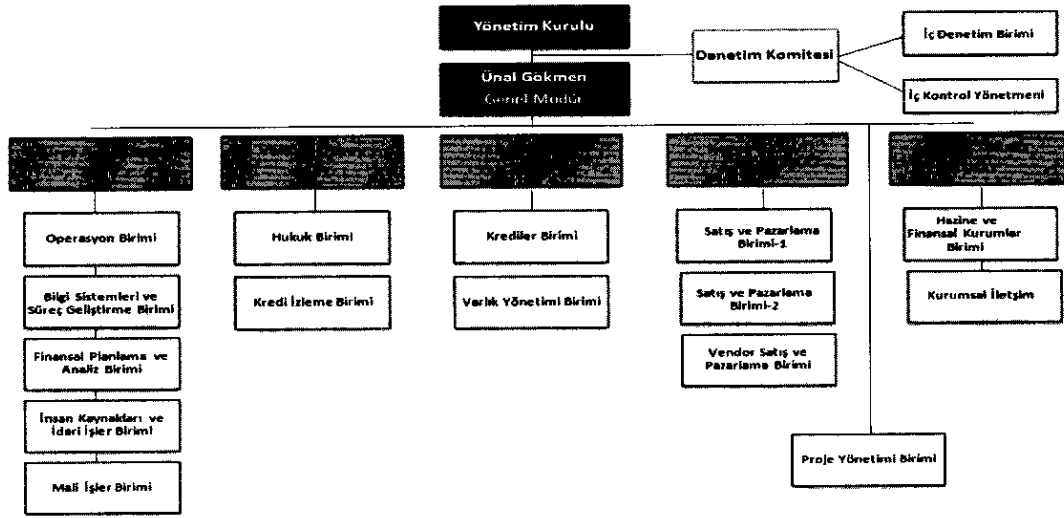 Yönetim Kurulu
Denetim Komitesi
İç Denetim Birimi
İç Kontrol Yönetmeni
Ünal Gökmen
Genel Müdür
Operasyon Birimi
Bilgi Sistemleri ve
Süreç Geliştirme Birimi
Finansal Planlama ve
Analiz Birimi
İnsan Kaynakları ve
İdari İşler Birimi
Mali İşler Birimi
Hukuk Birimi
Kredi İzleme Birimi
Krediler Birimi
Varlık Yönetimi Birimi
Satış ve Pazarlama
Birimi-1
Satış ve Pazarlama
Birimi-2
Vendor Satış ve
Pazarlama Birimi
Hazine ve
Finansal Kurumlar
Birimi
Kurumsal İletişim
Proje Yönetimi Birimi